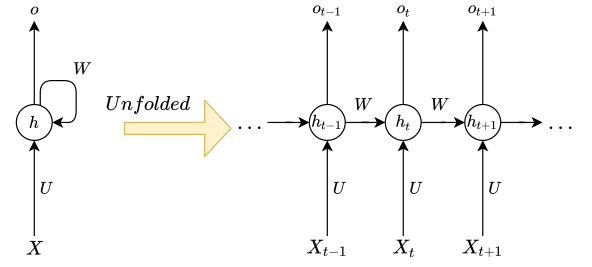 o
W
h
U
X
Unfolded
o_{t-1} o_t o_{t+1}
W W
... h_{t-1} h_t h_{t+1} ...
U U U
X_{t-1} X_t X_{t+1}